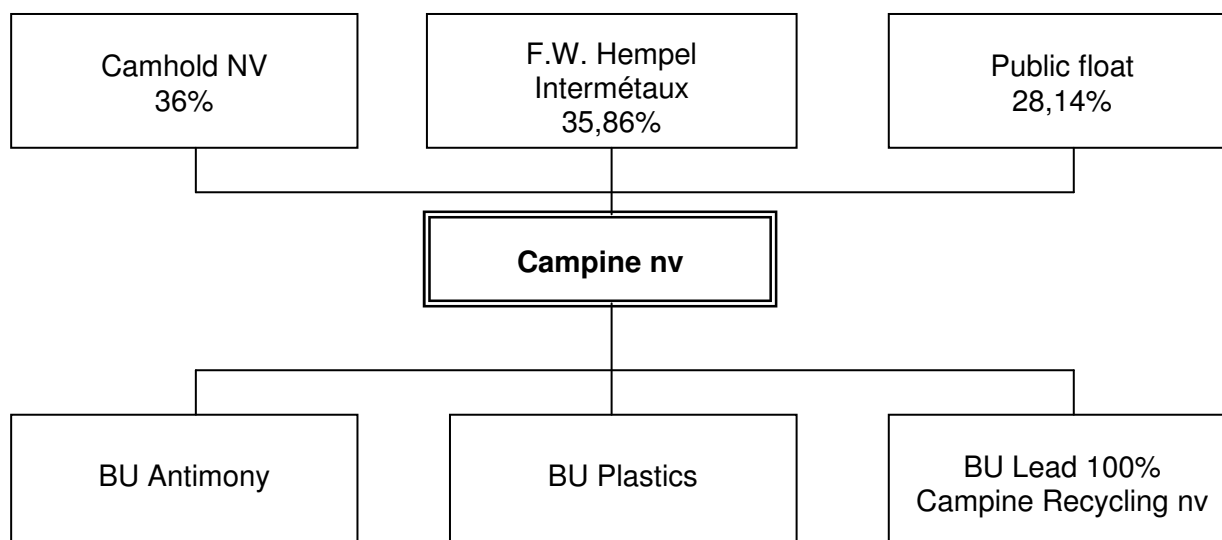 Camhold NV
36%
F.W. Hempel
Intermétaux
35,86%
Public float
28,14%
Campine nv
BU Antimony
BU Plastics
BU Lead 100%
Campine Recycling nv